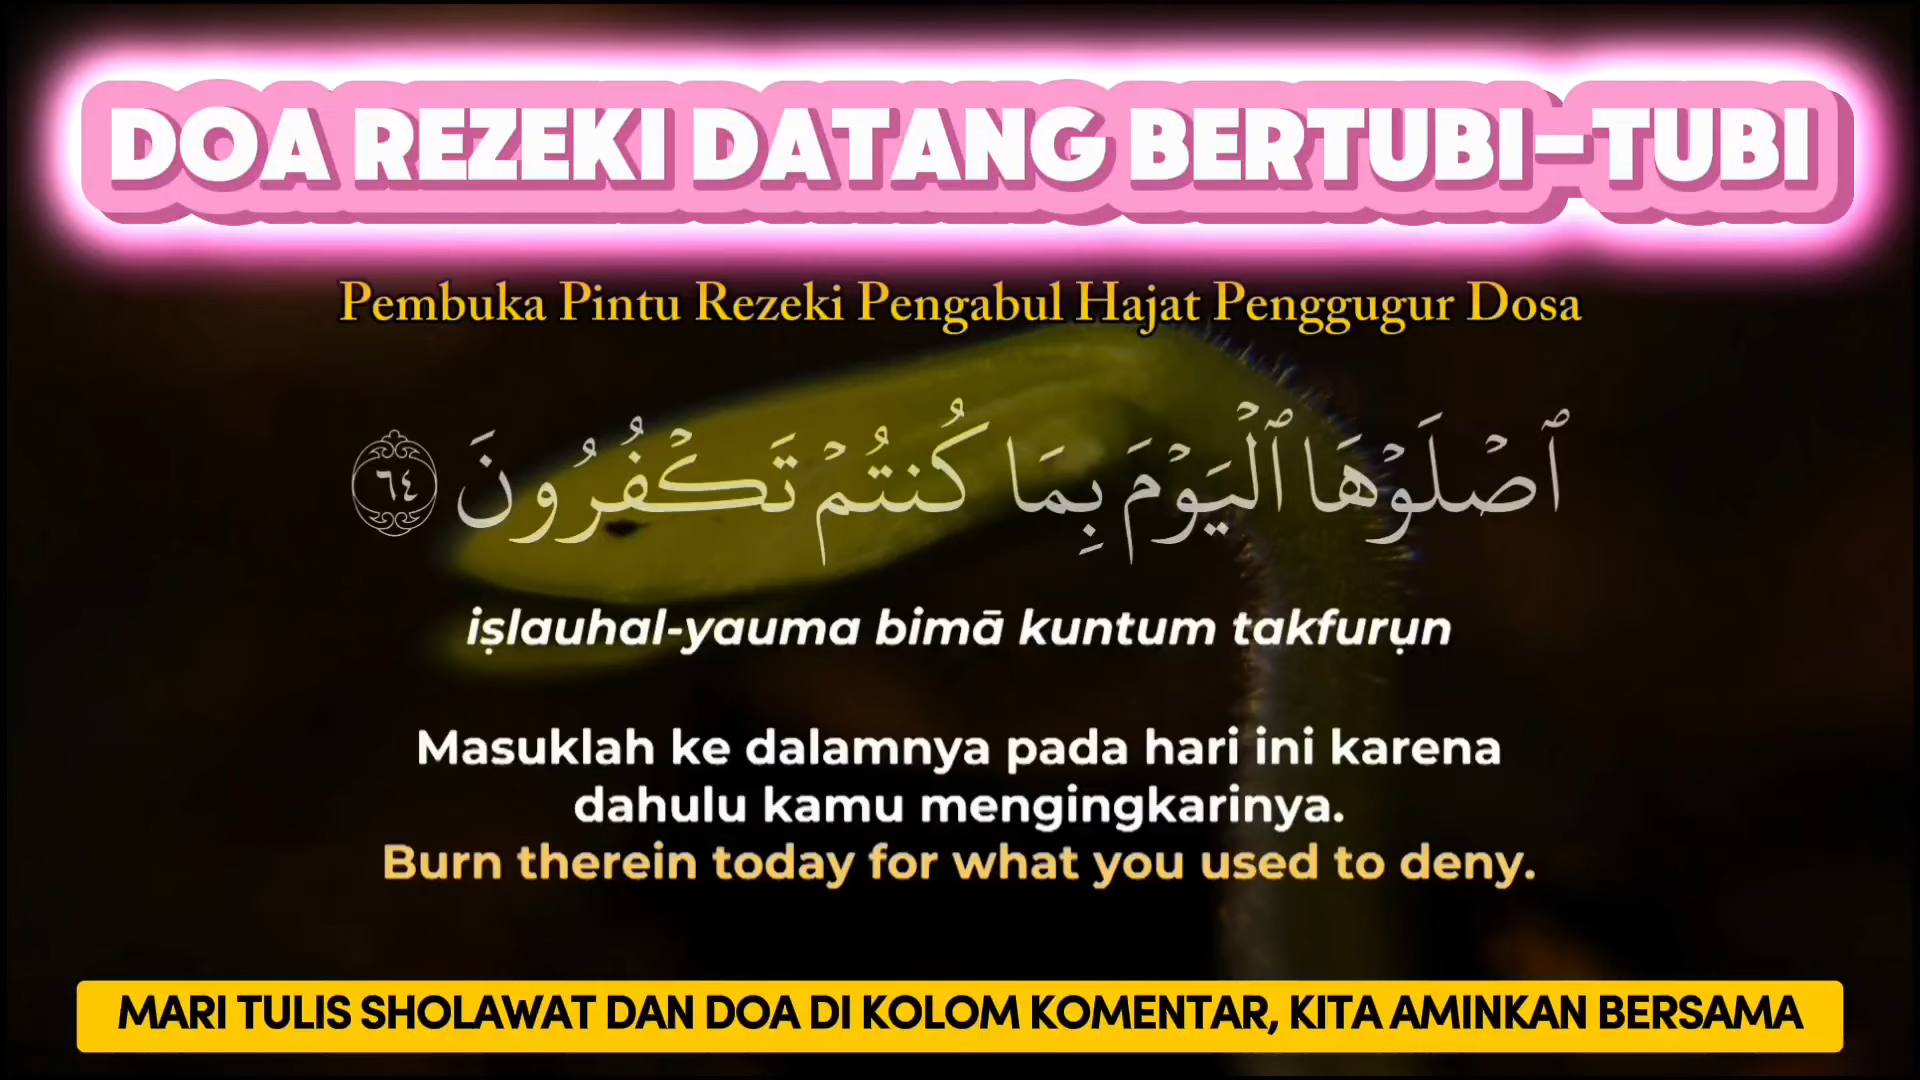 DOA REZEKI DATANG BERTUBI-TUBI
Pembuka Pintu Rezeki Pengabul Hajat Penggugur Dosa
ٱصۡلَوۡهَا ٱلۡيَوۡمَ بِمَا كُنتُمۡ تَكۡفُرُونَ ٦٤
iṣlauhal-yauma bimā kuntum takfurụn
Masuklah ke dalamnya pada hari ini karena
dahulu kamu mengingkarinya.
Burn therein today for what you used to deny.
MARI TULIS SHOLAWAT DAN DOA DI KOLOM KOMENTAR, KITA AMINKAN BERSAMA